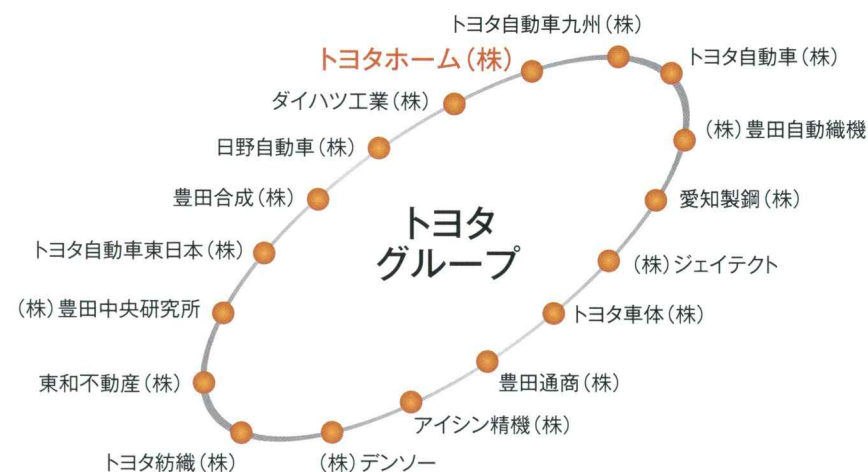 トヨタ自動車九州(株)
トヨタホーム(株)
トヨタ自動車(株)
ダイハツ工業(株)
(株)豊田自動織機
日野自動車(株)
豊田合成(株)
愛知製鋼(株)
トヨタ
グループ
トヨタ自動車東日本(株)
(株)ジェイテクト
(株)豊田中央研究所
トヨタ車体(株)
東和不動産(株)
豊田通商(株)
アイシン精機(株)
トヨタ紡織(株)
(株)デンソー